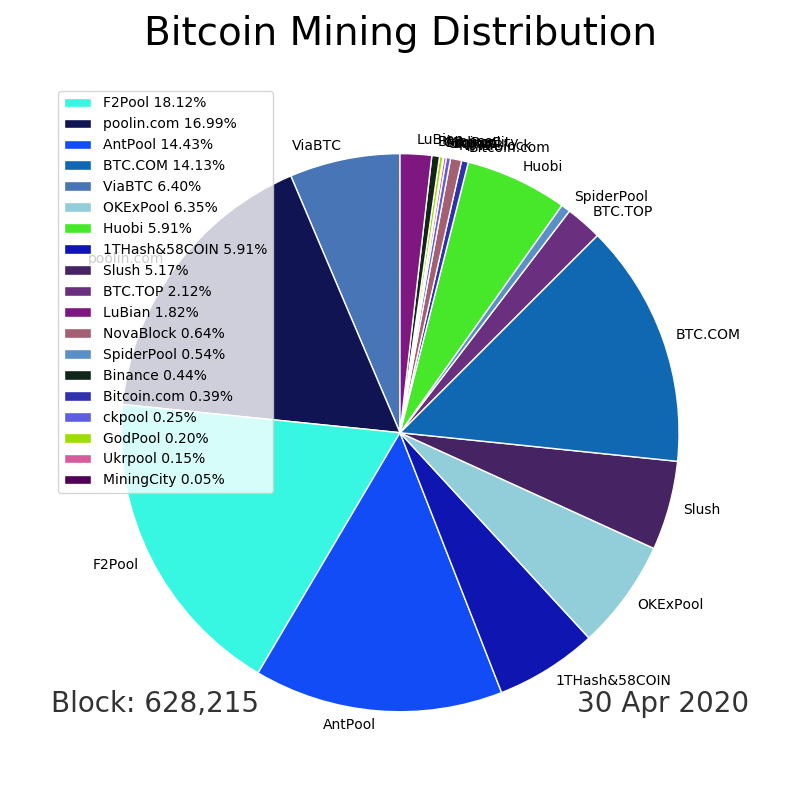 Bitcoin Mining Distribution
F2Pool 18.12%
poolin.com 16.99%
AntPool 14.43%
BTC.COM 14.13%
ViaBTC 6.40%
OKExPool 6.35%
Huobi 5.91%
1THash&58COIN 5.91%
Slush 5.17%
BTC.TOP 2.12%
LuBian 1.82%
NovaBlock 0.64%
SpiderPool 0.54%
Binance 0.44%
Bitcoin.com 0.39%
ckpool 0.25%
GodPool 0.20%
Ukrpool 0.15%
MiningCity 0.05%
ViaBTC
LuBian
Bitcoin.com
Huobi
SpiderPool
BTC.TOP
poolin.com
BTC.COM
Slush
F2Pool
OKExPool
1THash&58COIN
AntPool
Block: 628,215
30 Apr 2020